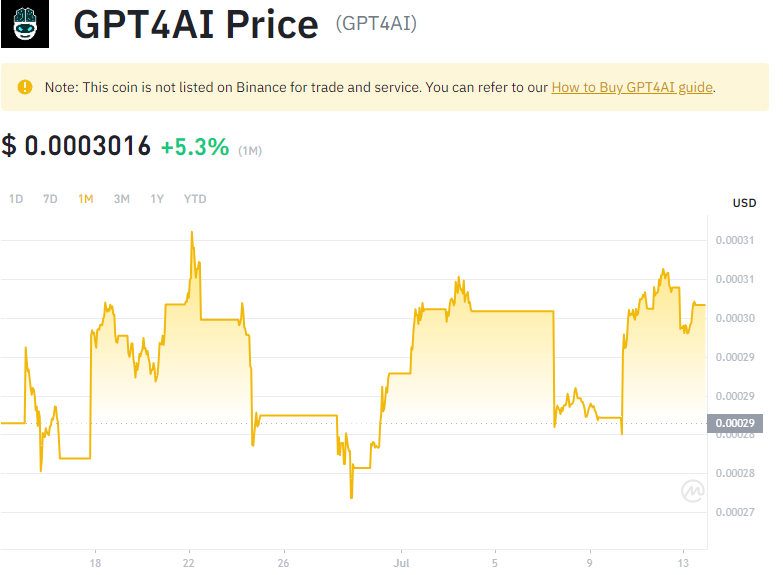 GPT4AI Price (GPT4AI)
Note: This coin is not listed on Binance for trade and service. You can refer to our How to Buy GPT4AI guide.
$ 0.0003016 +5.3% (1M)
1D 7D 1M 3M 1Y YTD
USD
0.00031
0.00031
0.00030
0.00029
0.00029
0.00029
0.00028
0.00028
0.00027
18 22 26 Jul 5 9 13